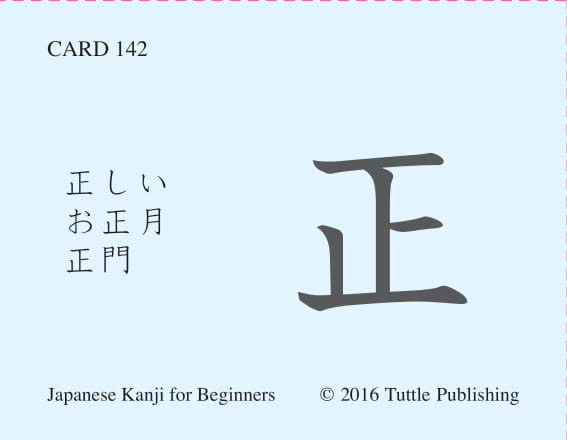 CARD 142
正しい
お正月
正門
正
Japanese Kanji for Beginners
© 2016 Tuttle Publishing